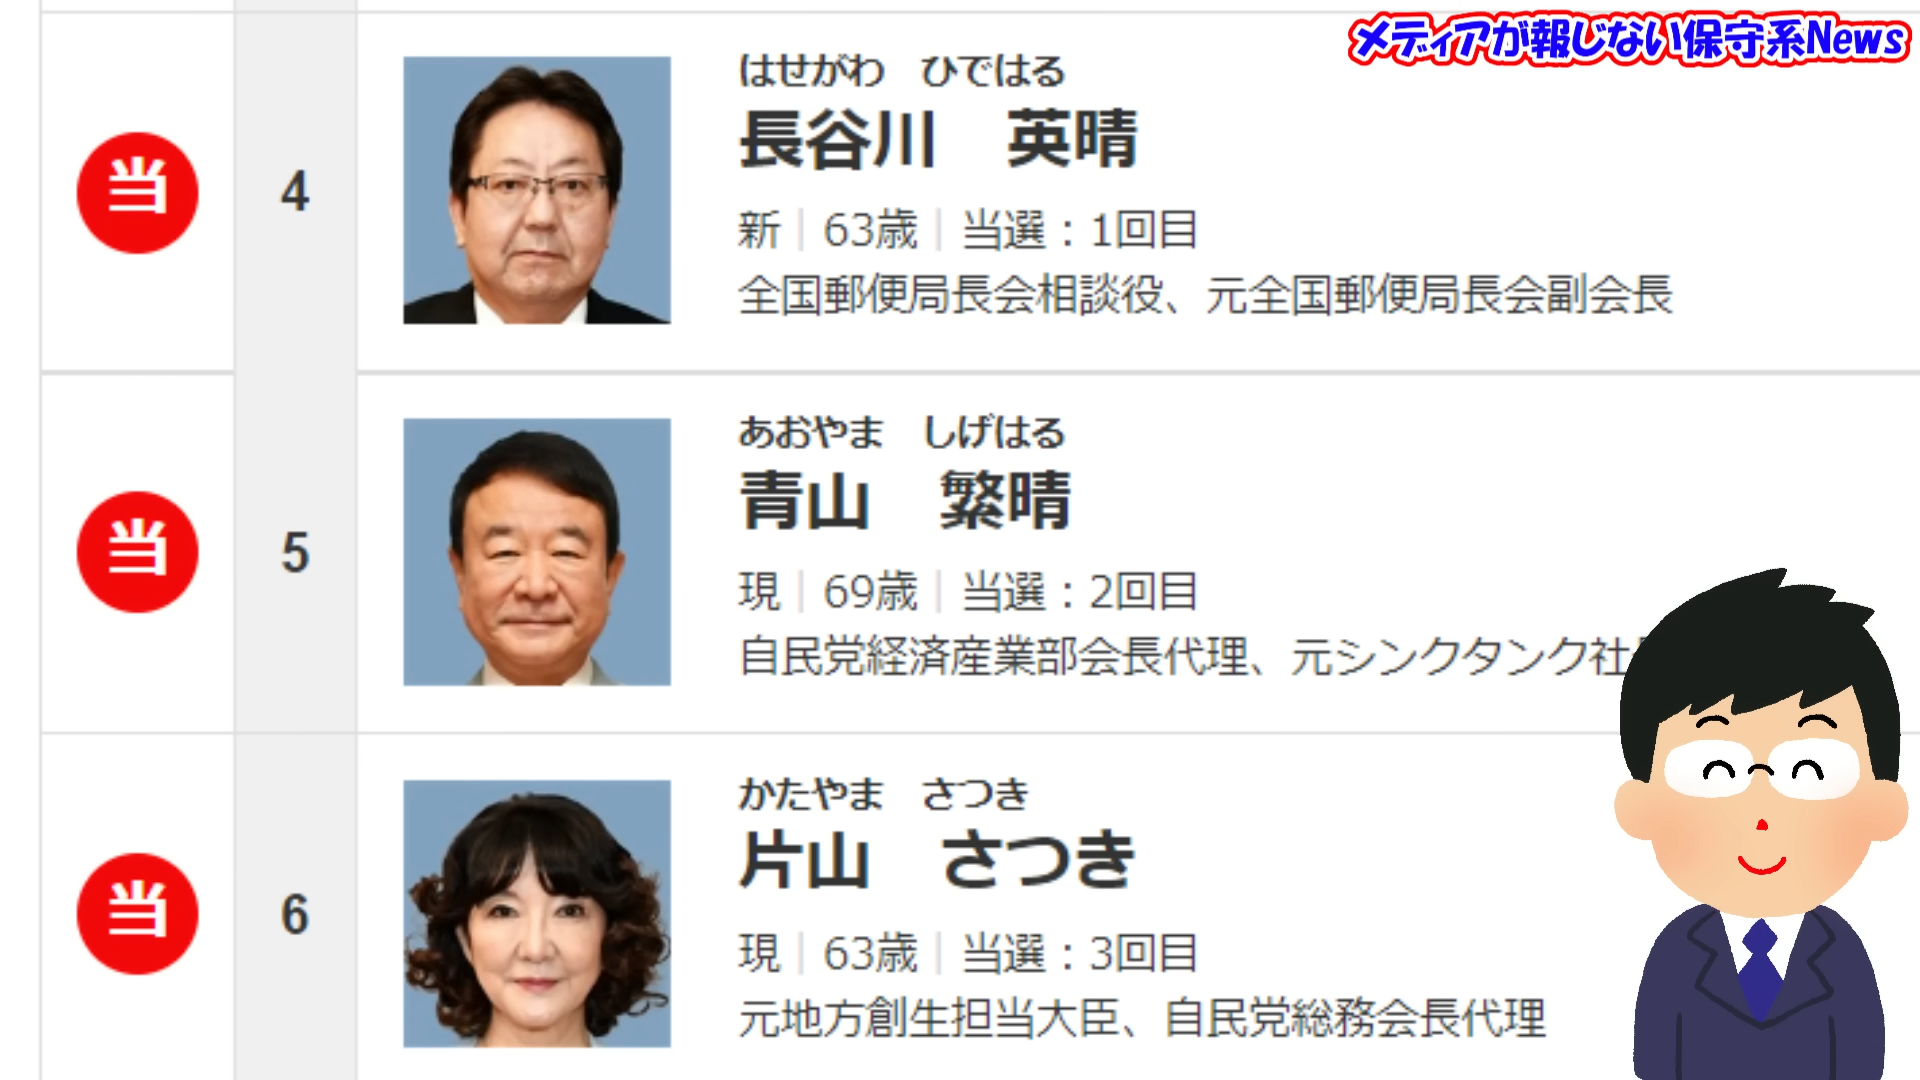 メディアが報じない保守系News
当
4
はせがわ　ひではる
長谷川　英晴
新｜63歳｜当選：1回目
全国郵便局長会相談役、元全国郵便局長会副会長
当
5
あおやま　しげはる
青山　繁晴
現｜69歳｜当選：2回目
自民党経済産業部会長代理、元シンクタンク社
当
6
かたやま　さつき
片山　さつき
現｜63歳｜当選：3回目
元地方創生担当大臣、自民党総務会長代理